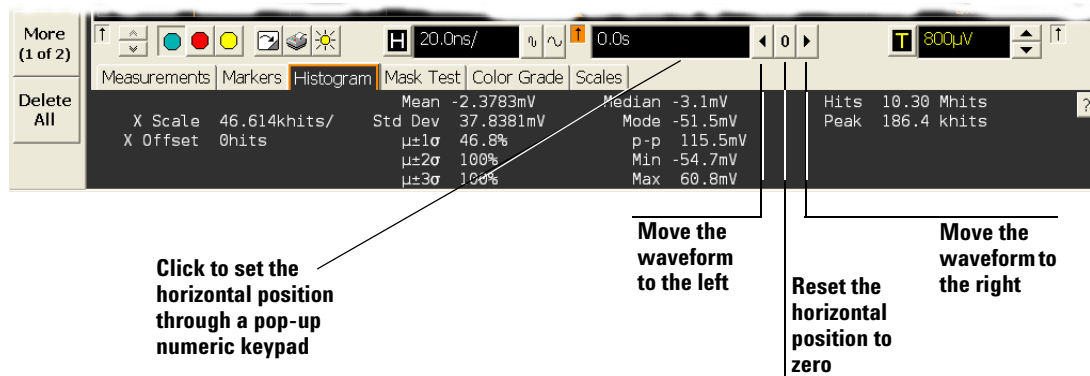 More
(1 of 2)
H 20.0ns/ 0.0s 0 T 800µV
Measurements Markers Histogram Mask Test Color Grade Scales
Delete
All
X Scale 46.614khits/
X Offset 0hits
Mean -2.3783mV
Std Dev 37.8381mV
µ±1σ 46.8%
µ±2σ 100%
µ±3σ 100%
Median -3.1mV
Mode -51.5mV
p-p 115.5mV
Min -54.7mV
Max 60.8mV
Hits 10.30 Mhits
Peak 186.4 khits
?
Click to set the
horizontal position
through a pop-up
numeric keypad
Move the
waveform
to the left
Reset the
horizontal
position to
zero
Move the
waveform to
the right